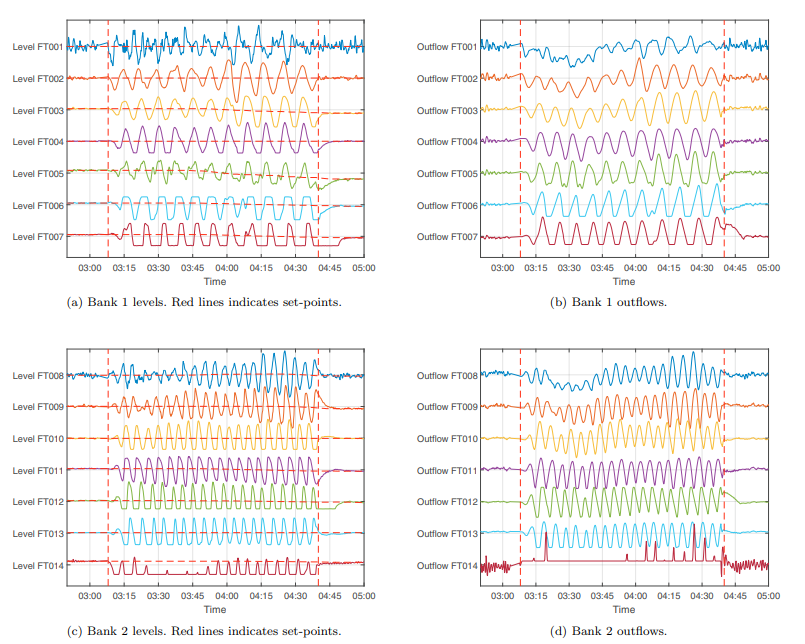 Level FT001
Level FT002
Level FT003
Level FT004
Level FT005
Level FT006
Level FT007
03:00 03:15 03:30 03:45 04:00 04:15 04:30 04:45 05:00
Time
(a) Bank 1 levels. Red lines indicates set-points.
Outflow FT001
Outflow FT002
Outflow FT003
Outflow FT004
Outflow FT005
Outflow FT006
Outflow FT007
03:00 03:15 03:30 03:45 04:00 04:15 04:30 04:45 05:00
Time
(b) Bank 1 outflows.
Level FT008
Level FT009
Level FT010
Level FT011
Level FT012
Level FT013
Level FT014
03:00 03:15 03:30 03:45 04:00 04:15 04:30 04:45 05:00
Time
(c) Bank 2 levels. Red lines indicates set-points.
Outflow FT008
Outflow FT009
Outflow FT010
Outflow FT011
Outflow FT012
Outflow FT013
Outflow FT014
03:00 03:15 03:30 03:45 04:00 04:15 04:30 04:45 05:00
Time
(d) Bank 2 outflows.